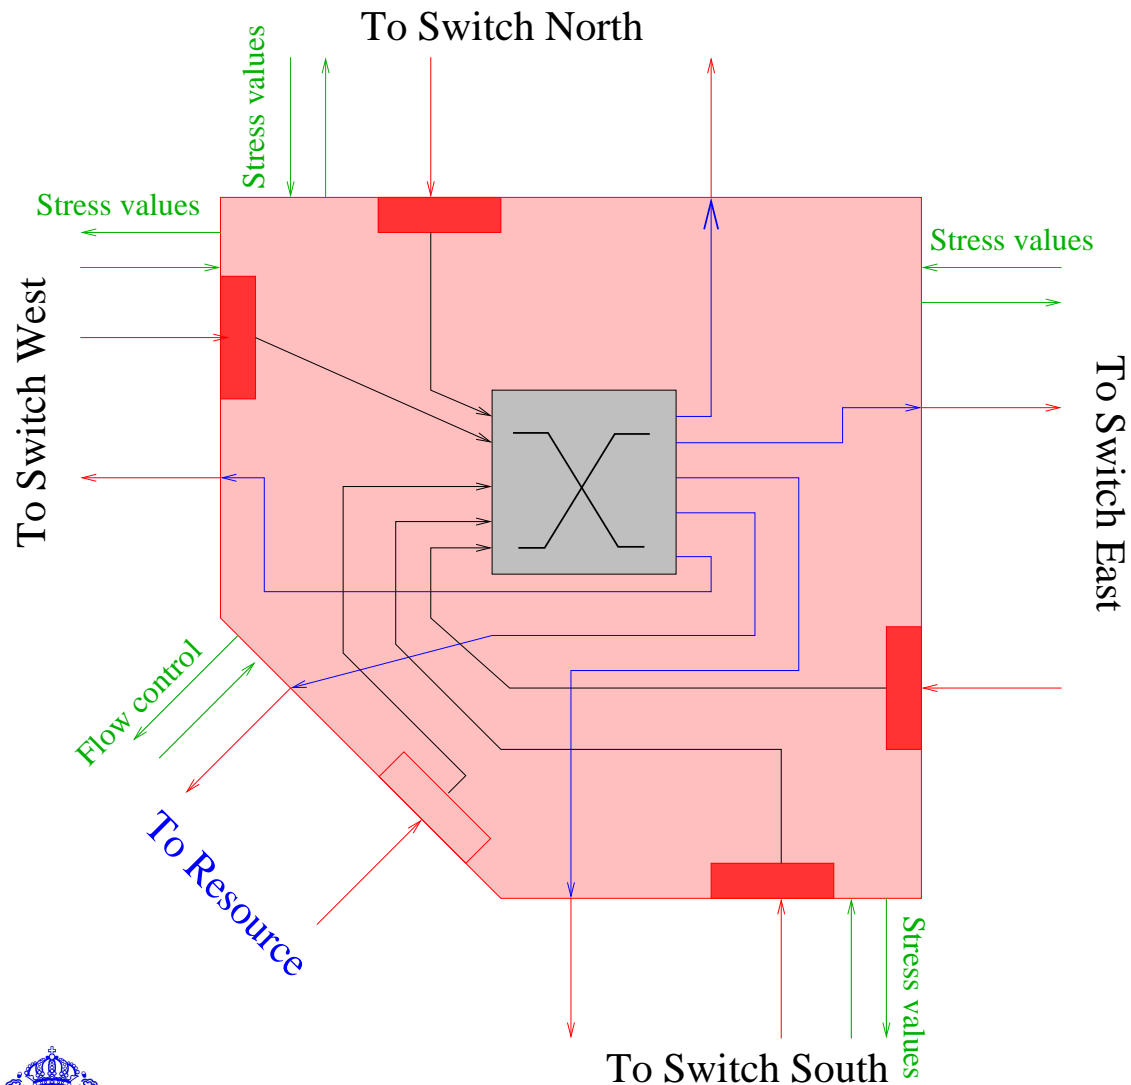 To Switch North
Stress values
Stress values
Stress values
To Switch West
To Switch East
Flow control
To Resource
Stress values
To Switch South